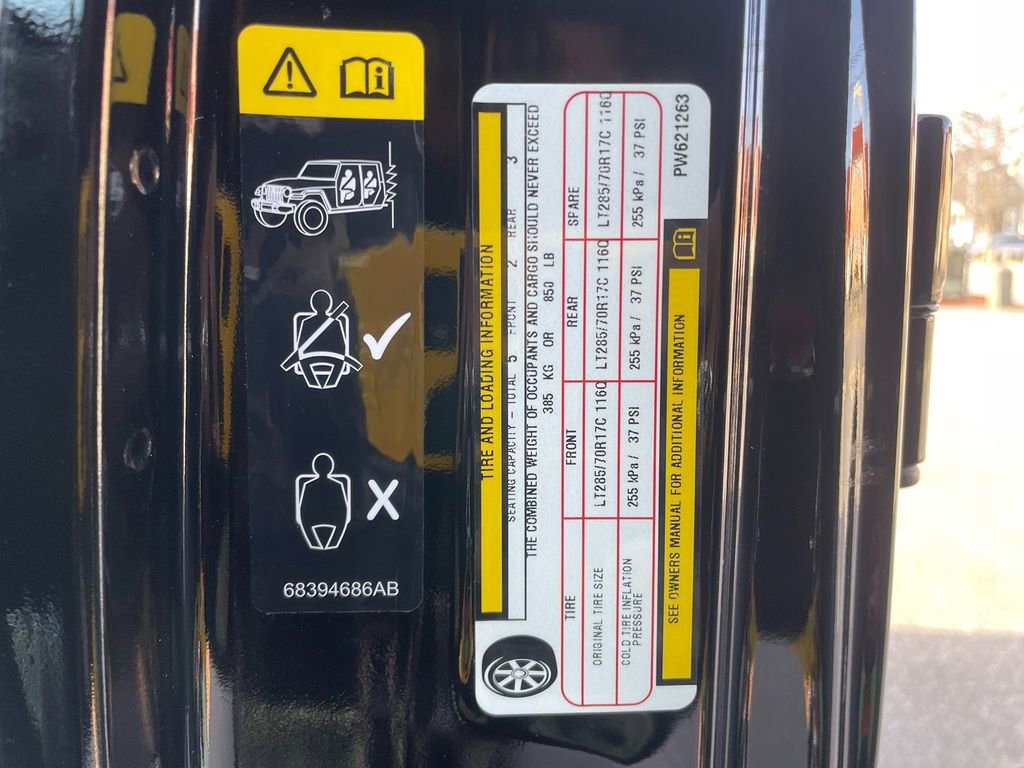 68394686AB
TIRE AND LOADING INFORMATION
SEATING CAPACITY – TOTAL 5 FRONT 2 REAR 3
THE COMBINED WEIGHT OF OCCUPANTS AND CARGO SHOULD NEVER EXCEED
385 KG OR 850 LB
TIRE FRONT REAR SPARE
ORIGINAL TIRE SIZE LT285/70R17C 116Q LT285/70R17C 116Q LT285/70R17C 116Q
COLD TIRE INFLATION
PRESSURE 255 kPa / 37 PSI 255 kPa / 37 PSI 255 kPa / 37 PSI
SEE OWNERS MANUAL FOR ADDITIONAL INFORMATION
PW621263